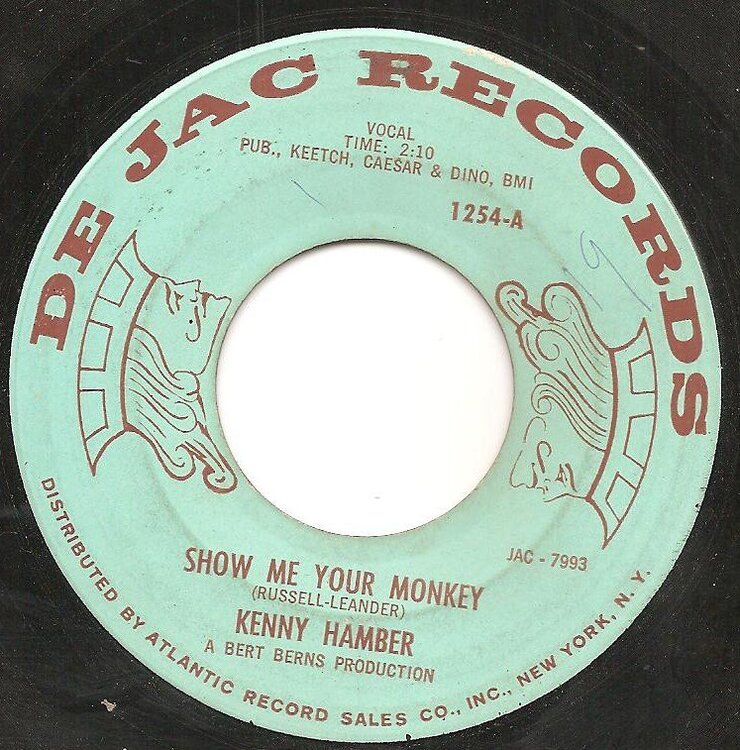 DE JAC RECORDS
VOCAL
TIME: 2:10
PUB., KEETCH, CAESAR & DINO, BMI
1254-A
19
JAC - 7993
SHOW ME YOUR MONKEY
(RUSSELL-LEANDER)
KENNY HAMBER
A BERT BERNS PRODUCTION
DISTRIBUTED BY ATLANTIC RECORD SALES CO., INC., NEW YORK, N. Y.